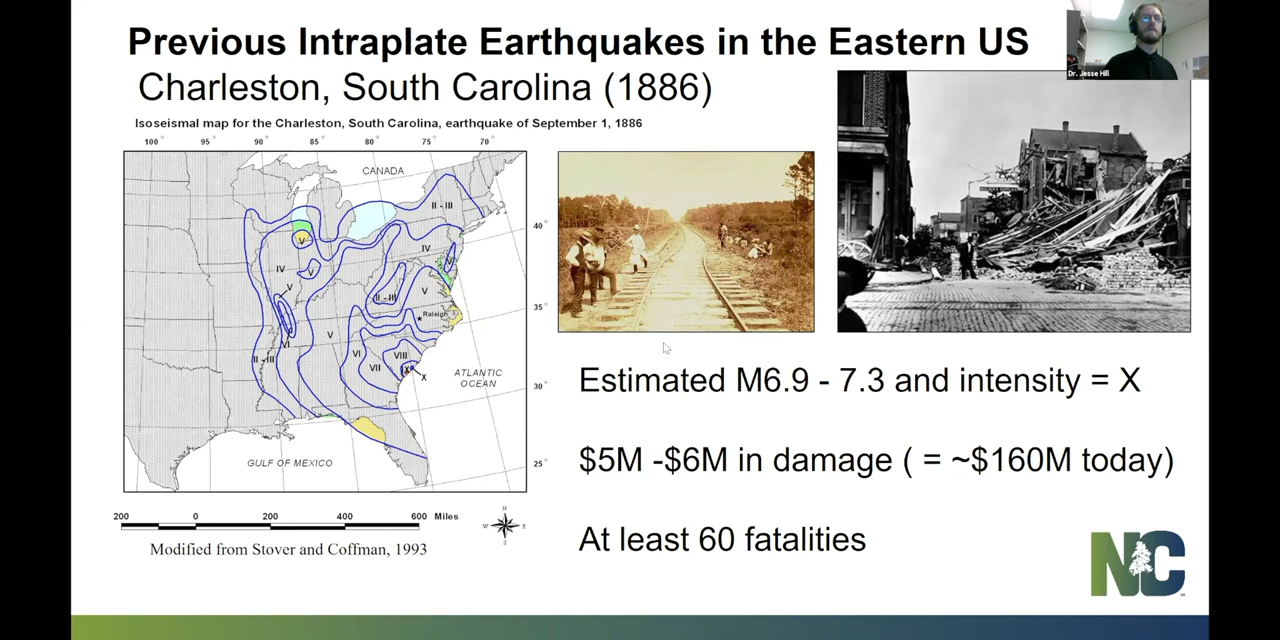 Previous Intraplate Earthquakes in the Eastern US
Dr. Jesse Hill
Charleston, South Carolina (1886)
Isoseismal map for the Charleston, South Carolina, earthquake of September 1, 1886
100° 95° 90° 85° 80° 75° 70°
CANADA
II - III
40°
V
IV
IV
V
V
V
II - III
V
35°
Raleigh
V
VI
VI
VIII
II - III
VII
X
X
ATLANTIC
OCEAN
30°
GULF OF MEXICO
25°
200 0 200 400 600 Miles
N
W E
S
Modified from Stover and Coffman, 1993
Estimated M6.9 - 7.3 and intensity = X
$5M -$6M in damage ( = ~$160M today)
At least 60 fatalities
NC